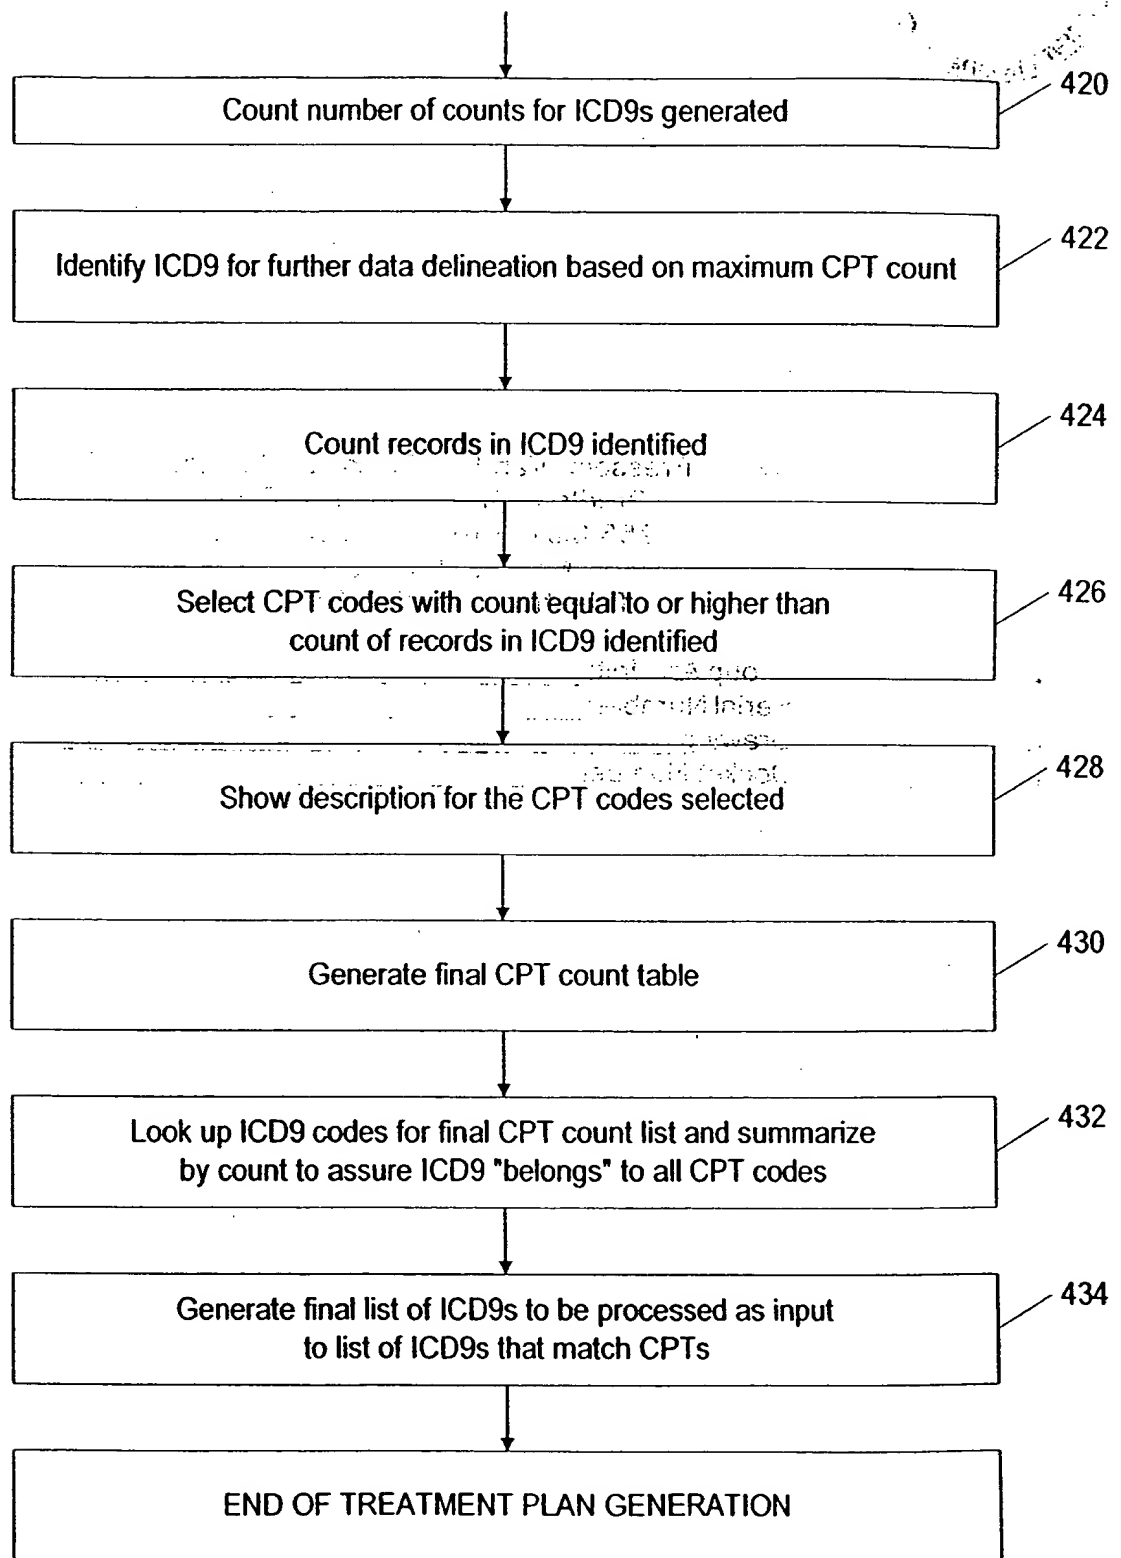 420
Count number of counts for ICD9s generated
422
Identify ICD9 for further data delineation based on maximum CPT count
424
Count records in ICD9 identified
426
Select CPT codes with count equal to or higher than
count of records in ICD9 identified
428
Show description for the CPT codes selected
430
Generate final CPT count table
432
Look up ICD9 codes for final CPT count list and summarize
by count to assure ICD9 "belongs" to all CPT codes
434
Generate final list of ICD9s to be processed as input
to list of ICD9s that match CPTs
END OF TREATMENT PLAN GENERATION